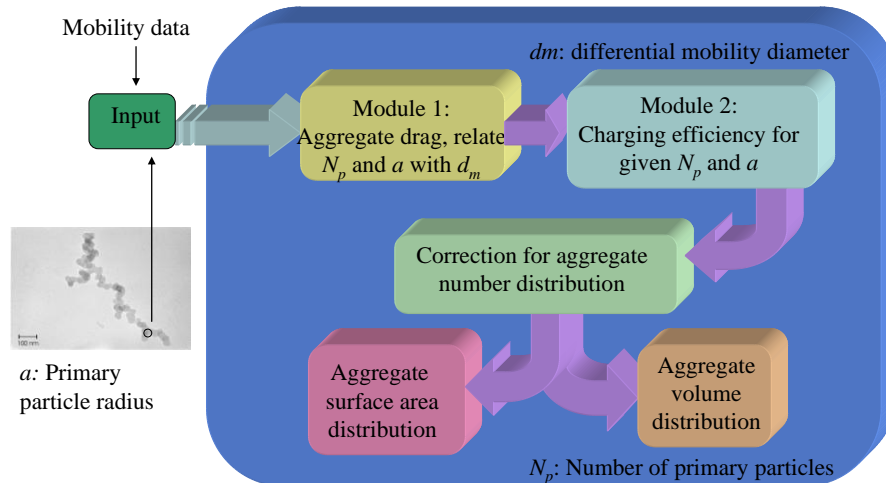 Mobility data
dm: differential mobility diameter
Input
Module 1:
Aggregate drag, relate
Np and a with dm
Module 2:
Charging efficiency for
given Np and a
Correction for aggregate
number distribution
100 nm
a: Primary
particle radius
Aggregate
surface area
distribution
Aggregate
volume
distribution
Np: Number of primary particles